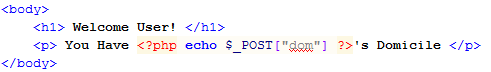 <body>
<h1> Welcome User! </h1>
<p> You Have <?php echo $_POST["dom"] ?>'s Domicile </p>
</body>